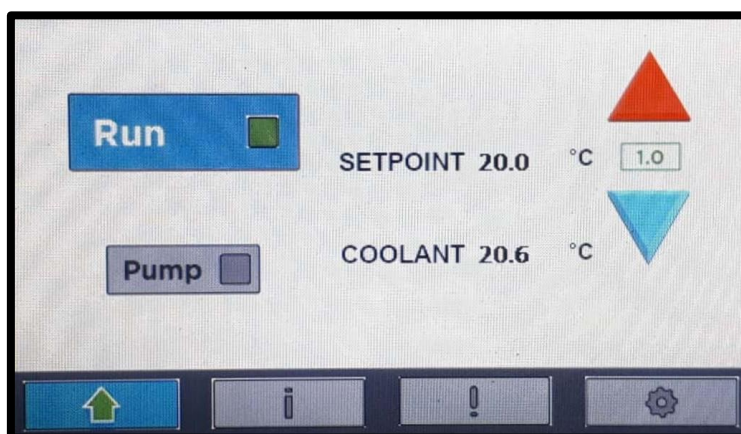 Run
SETPOINT 20.0 °C 1.0
COOLANT 20.6 °C
Pump
i
!